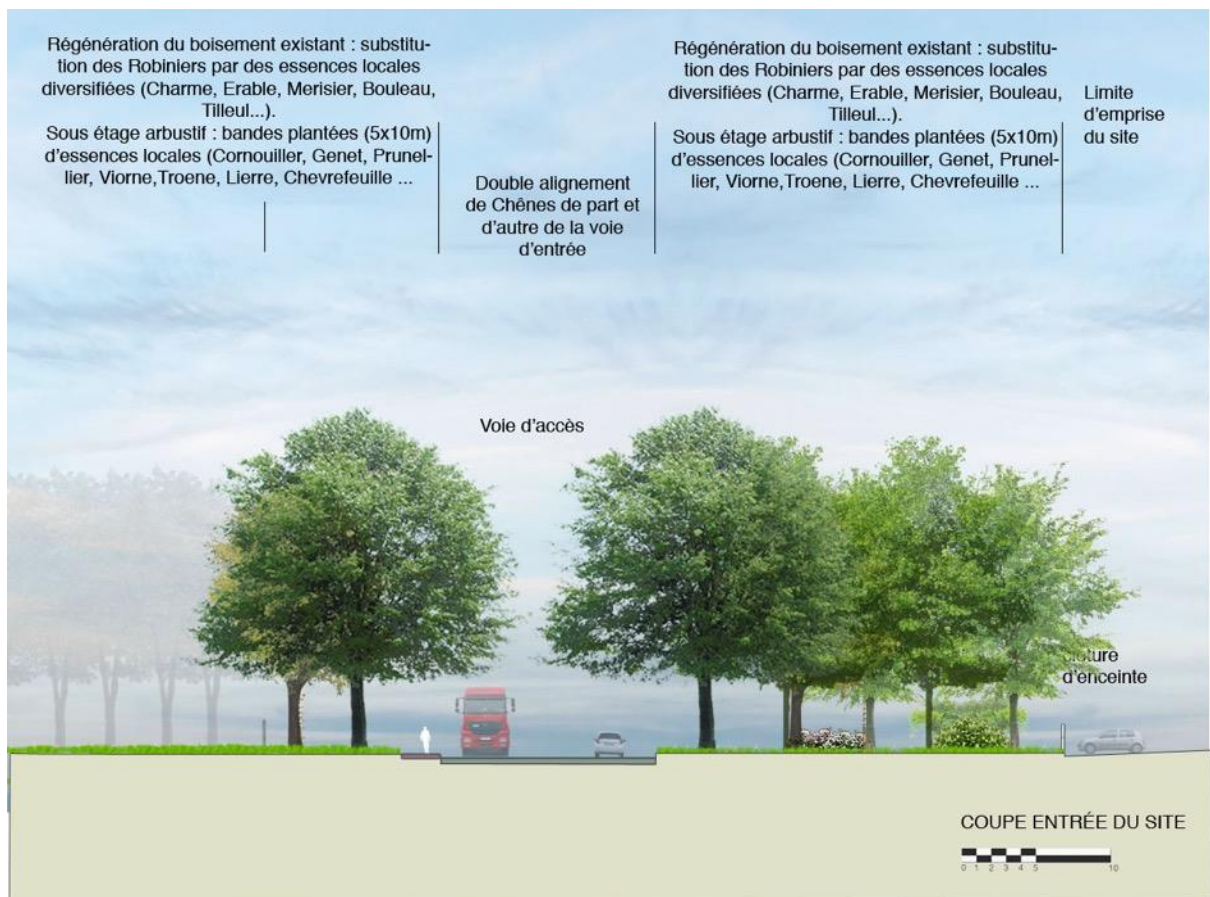 Régénération du boisement existant : substitu-
tion des Robiniers par des essences locales
diversifiées (Charme, Erable, Merisier, Bouleau,
Tilleul...).
Sous étage arbustif : bandes plantées (5x10m)
d'essences locales (Cornouiller, Genet, Prunel-
lier, Viorne,Troene, Lierre, Chevrefeuille ...
Double alignement
de Chênes de part et
d'autre de la voie
d'entrée
Régénération du boisement existant : substitu-
tion des Robiniers par des essences locales
diversifiées (Charme, Erable, Merisier, Bouleau,
Tilleul...).
Sous étage arbustif : bandes plantées (5x10m)
d'essences locales (Cornouiller, Genet, Prunel-
lier, Viorne,Troene, Lierre, Chevrefeuille ...
Limite
d'emprise
du site
Voie d'accès
d'enceinte
COUPE ENTRÉE DU SITE
0 1 2 3 4 5 10